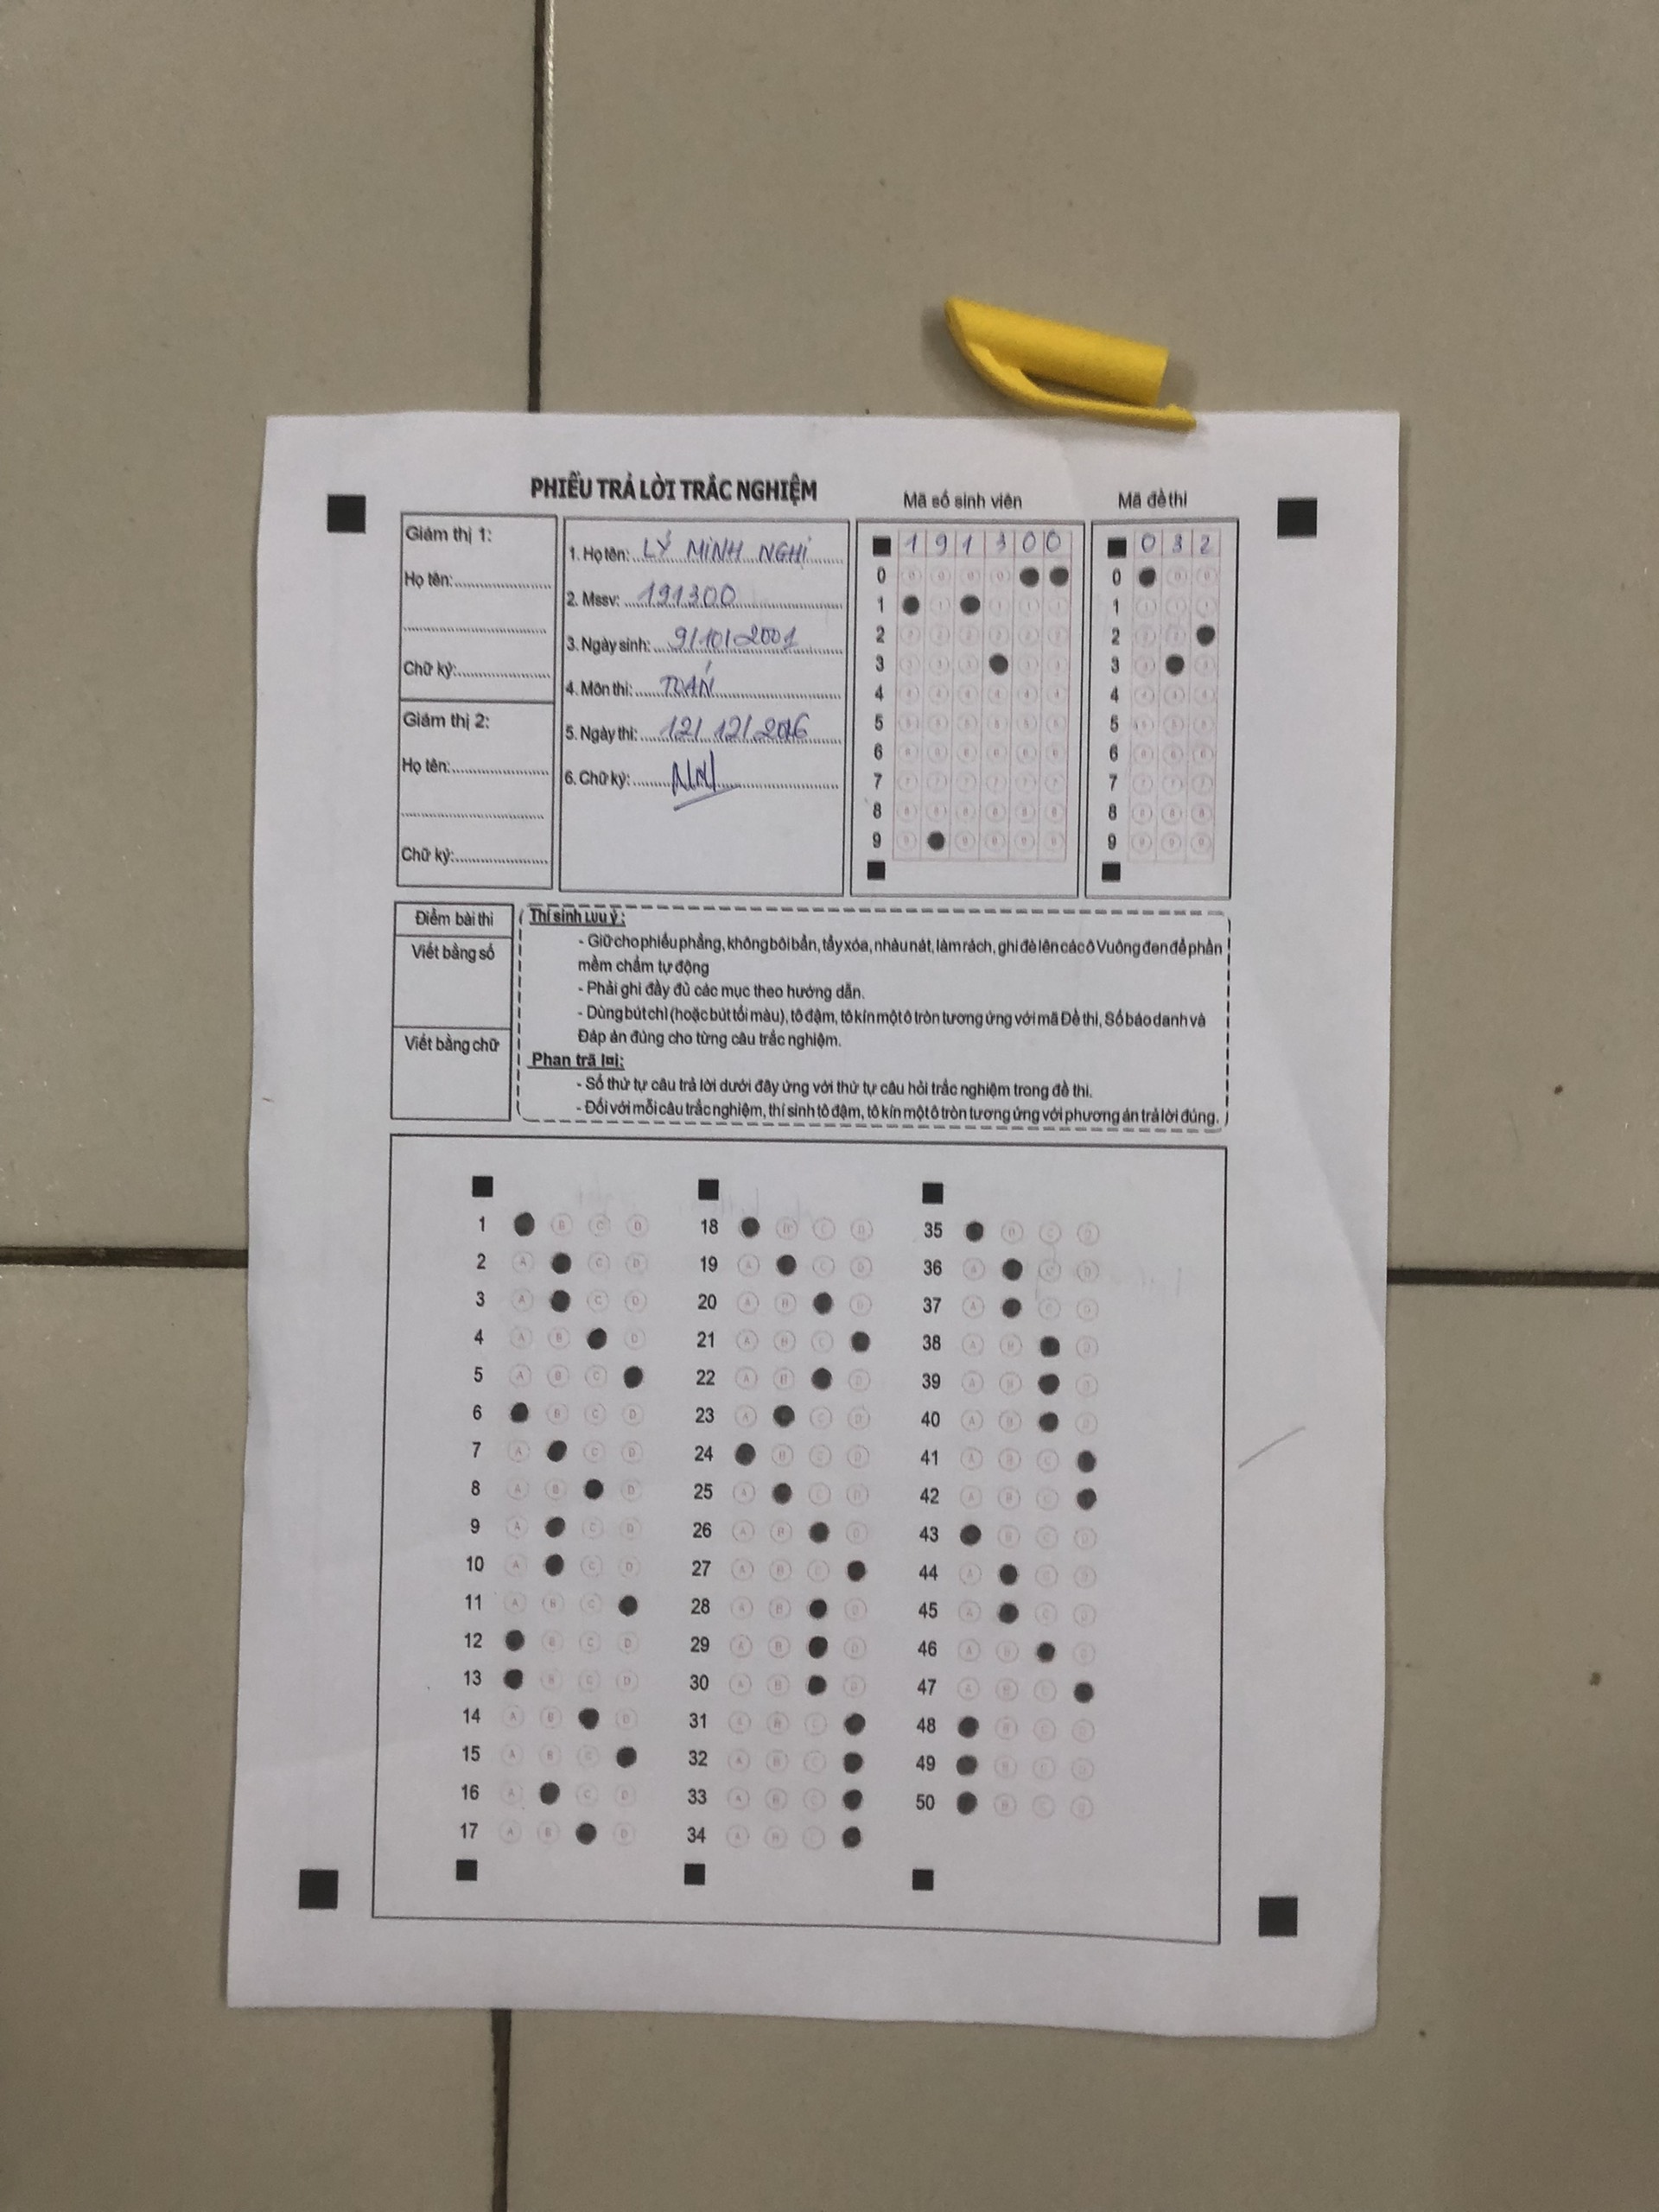 PHIẾU TRẢ LỜI TRẮC NGHIỆM
Giám thị 1:
Họ tên:
Chữ ký:
Giám thị 2:
Họ tên:
Chữ ký:
1. Họ tên: LÝ MINH NGHI
2. Mssv: 191300
3. Ngày sinh: 9/10/2001
4. Môn thi: TOÁN
5. Ngày thi: 12/12/2016
6. Chữ ký:
Mã số sinh viên
1 9 1 3 0 0
0
1
2
3
4
5
6
7
8
9
Mã đề thi
0 3 2
0
1
2
3
4
5
6
7
8
9
Điểm bài thi
Viết bằng số
Viết bằng chữ
Thí sinh Lưu ý:
- Giữ cho phiếu phẳng, không bôi bẩn, tẩy xóa, nhàu nát, làm rách, ghi đè lên các ô Vuông đen để phần
mềm chấm tự động
- Phải ghi đầy đủ các mục theo hướng dẫn.
- Dùng bút chì (hoặc bút tối màu), tô đậm, tô kín một ô tròn tương ứng với mã Đề thi, Số báo danh và
Đáp án đúng cho từng câu trắc nghiệm.
Phan trã lại:
- Số thứ tự câu trả lời dưới đây ứng với thứ tự câu hỏi trắc nghiệm trong đề thi.
- Đối với mỗi câu trắc nghiệm, thí sinh tô đậm, tô kín một ô tròn tương ứng với phương án trả lời đúng.
1 B C D
2 A C D
3 A C D
4 A B D
5 A B C
6 B C D
7 A C D
8 A B D
9 A C D
10 A C D
11 A B C
12 B C D
13 B C D
14 A B D
15 A B C
16 A C D
17 A B D
18 B C D
19 A C D
20 A B D
21 A B C
22 A B D
23 A C D
24 B C D
25 A C D
26 A B D
27 A B C
28 A B D
29 A B D
30 A B D
31 A B C
32 A B C
33 A B C
34 A B C
35 B C D
36 A C D
37 A C D
38 A B D
39 A B D
40 A B D
41 A B C
42 A B C
43 B C D
44 A C D
45 A C D
46 A B D
47 A B C
48 B C D
49 B C D
50 B C D